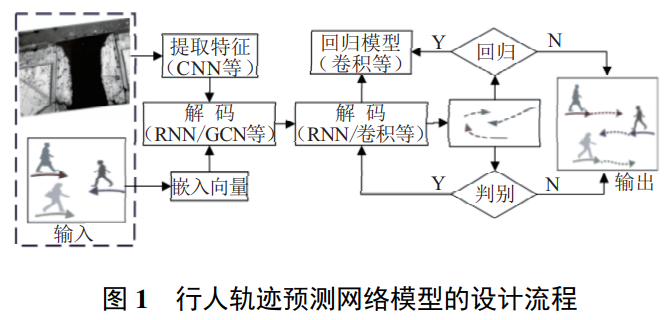 提取特征
(CNN等)
回归模型
(卷积等)
Y
回归
N
解 码
(RNN/GCN等)
解 码
(RNN/卷积等)
嵌入向量
Y
判别
N
输入
输出
图 1 行人轨迹预测网络模型的设计流程